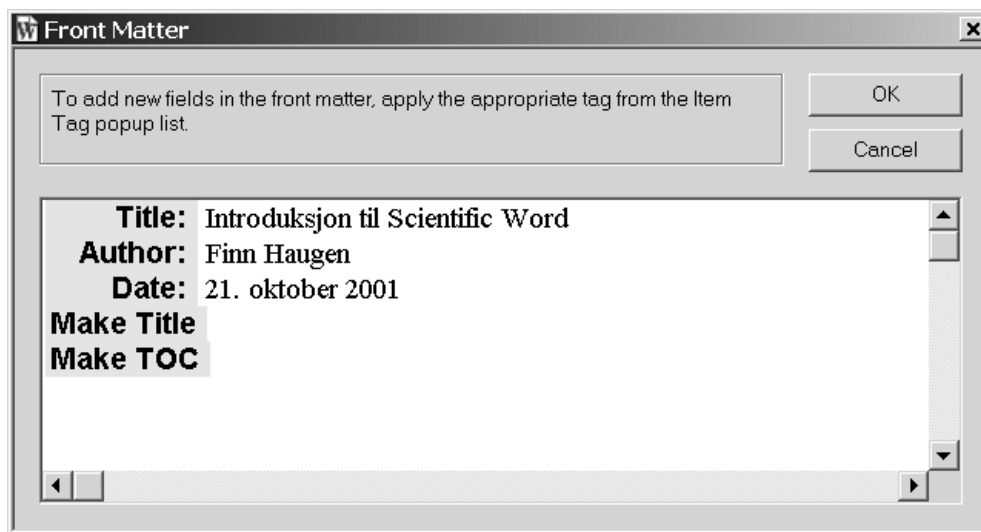 Front Matter
To add new fields in the front matter, apply the appropriate tag from the Item
Tag popup list.
OK
Cancel
Title: Introduksjon til Scientific Word
Author: Finn Haugen
Date: 21. oktober 2001
Make Title
Make TOC